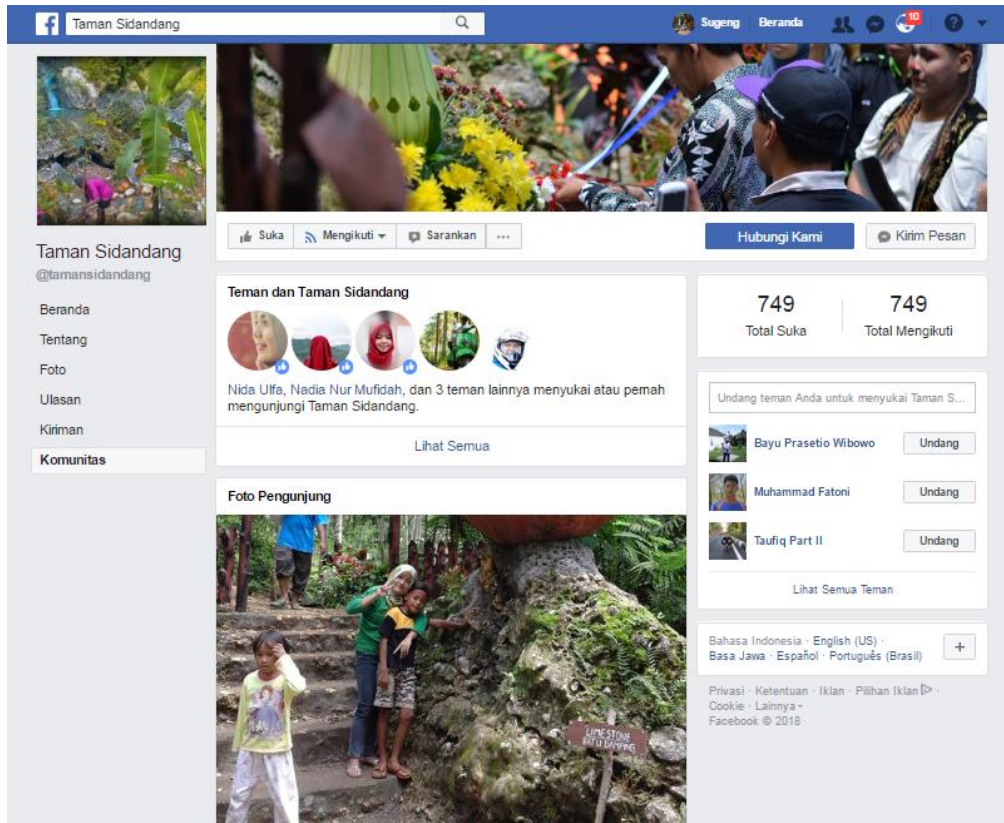 Taman Sidandang
Sugeng
Beranda
10
Taman Sidandang
@tamansidandang
Beranda
Tentang
Foto
Ulasan
Kiriman
Komunitas
Suka
Mengikuti
Sarankan
...
Hubungi Kami
Kirim Pesan
Teman dan Taman Sidandang
Nida Ulfa, Nadia Nur Mufidah, dan 3 teman lainnya menyukai atau pernah
mengunjungi Taman Sidandang.
Lihat Semua
Foto Pengunjung
LIMESTONE
BATU GAMPING
749
Total Suka
749
Total Mengikuti
Undang teman Anda untuk menyukai Taman S...
Bayu Prasetio Wibowo
Undang
Muhammad Fatoni
Undang
Taufiq Part II
Undang
Lihat Semua Teman
Bahasa Indonesia · English (US) ·
Basa Jawa · Español · Português (Brasil)
+
Privasi · Ketentuan · Iklan · Pilihan Iklan ·
Cookie · Lainnya
Facebook © 2018